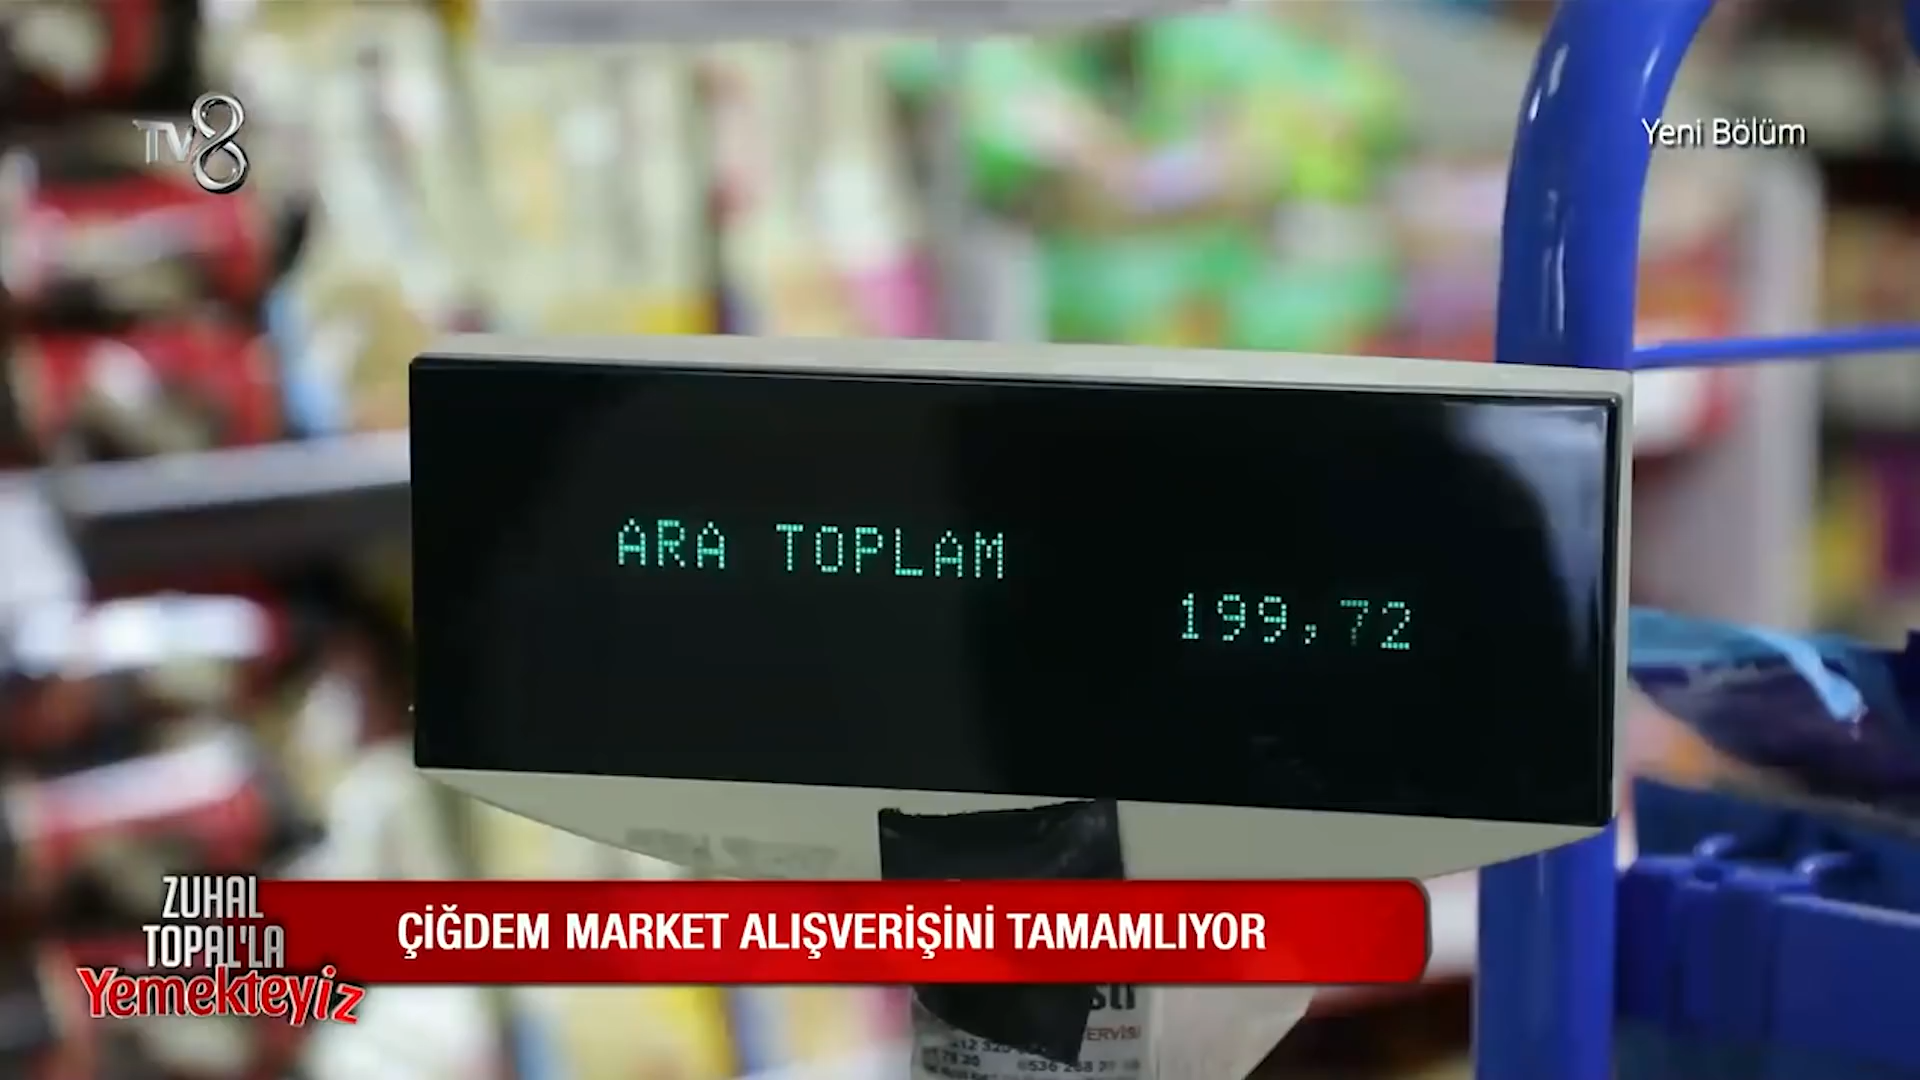 TV8
Yeni Bölüm
ARA TOPLAM
199,72
ZUHAL
TOPAL'LA
Yemekteyiz
ÇİĞDEM MARKET ALIŞVERİŞİNİ TAMAMLIYOR